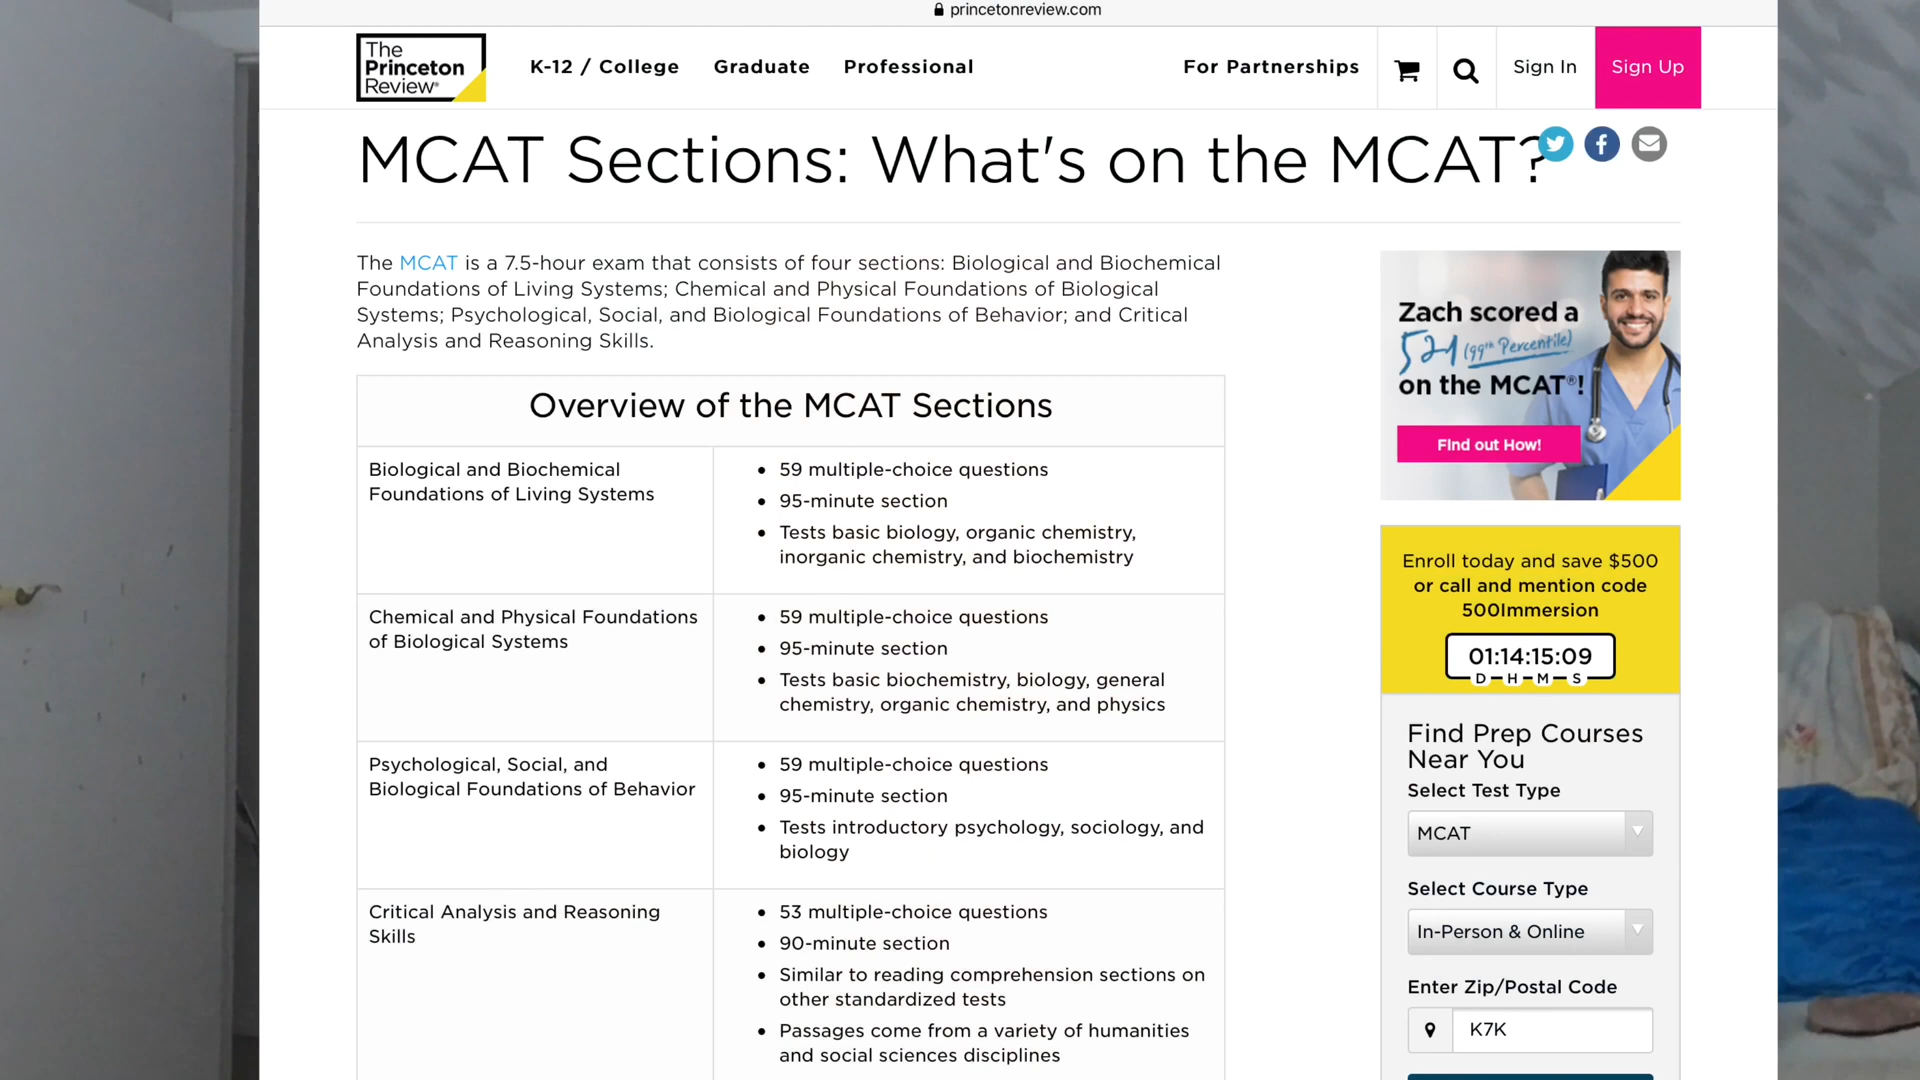 princetonreview.com
The
Princeton
Review®
K-12 / College
Graduate
Professional
For Partnerships
Sign In
Sign Up
MCAT Sections: What's on the MCAT?
The MCAT is a 7.5-hour exam that consists of four sections: Biological and Biochemical
Foundations of Living Systems; Chemical and Physical Foundations of Biological
Systems; Psychological, Social, and Biological Foundations of Behavior; and Critical
Analysis and Reasoning Skills.
Overview of the MCAT Sections
Biological and Biochemical
Foundations of Living Systems
• 59 multiple-choice questions
• 95-minute section
• Tests basic biology, organic chemistry,
inorganic chemistry, and biochemistry
Chemical and Physical Foundations
of Biological Systems
• 59 multiple-choice questions
• 95-minute section
• Tests basic biochemistry, biology, general
chemistry, organic chemistry, and physics
Psychological, Social, and
Biological Foundations of Behavior
• 59 multiple-choice questions
• 95-minute section
• Tests introductory psychology, sociology, and
biology
Critical Analysis and Reasoning
Skills
• 53 multiple-choice questions
• 90-minute section
• Similar to reading comprehension sections on
other standardized tests
• Passages come from a variety of humanities
and social sciences disciplines
Zach scored a
521 (99th Percentile)
on the MCAT®!
Find out How!
Enroll today and save $500
or call and mention code
500Immersion
01:14:15:09
D H M S
Find Prep Courses
Near You
Select Test Type
MCAT
Select Course Type
In-Person & Online
Enter Zip/Postal Code
K7K